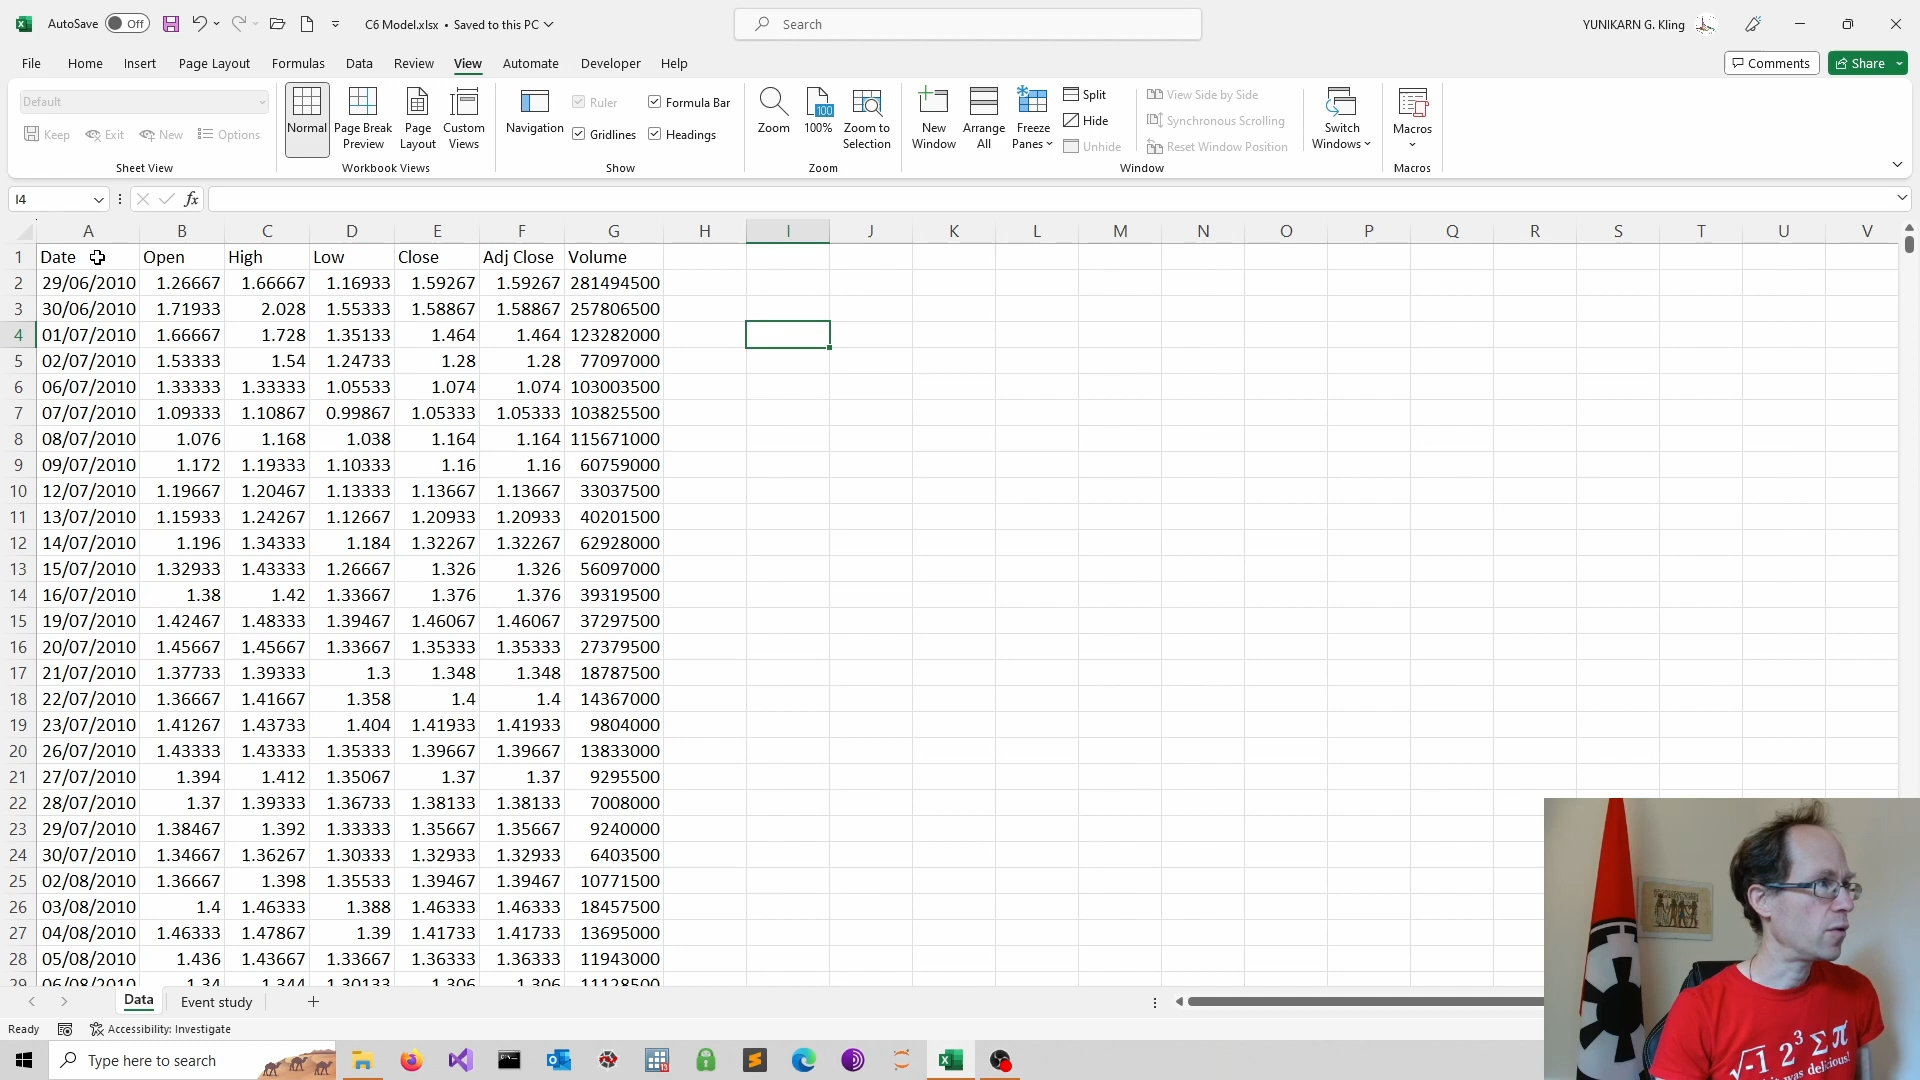 AutoSave Off C6 Model.xlsx • Saved to this PC Search YUNIKARN G. Kling
File Home Insert Page Layout Formulas Data Review View Automate Developer Help Comments Share
Default
Keep Exit New Options
Sheet View
Normal Page Break Preview Page Layout Custom Views
Workbook Views
Navigation Ruler Formula Bar
Gridlines Headings
Show
Zoom 100% Zoom to Selection
Zoom
New Window Arrange All Freeze Panes
Split
Hide
Unhide
View Side by Side
Synchronous Scrolling
Reset Window Position
Window
Switch Windows
Macros
Macros
I4 fx
A B C D E F G H I J K L M N O P Q R S T U V
1 Date Open High Low Close Adj Close Volume
2 29/06/2010 1.26667 1.66667 1.16933 1.59267 1.59267 281494500
3 30/06/2010 1.71933 2.028 1.55333 1.58867 1.58867 257806500
4 01/07/2010 1.66667 1.728 1.35133 1.464 1.464 123282000
5 02/07/2010 1.53333 1.54 1.24733 1.28 1.28 77097000
6 06/07/2010 1.33333 1.33333 1.05533 1.074 1.074 103003500
7 07/07/2010 1.09333 1.10867 0.99867 1.05333 1.05333 103825500
8 08/07/2010 1.076 1.168 1.038 1.164 1.164 115671000
9 09/07/2010 1.172 1.19333 1.10333 1.16 1.16 60759000
10 12/07/2010 1.19667 1.20467 1.13333 1.13667 1.13667 33037500
11 13/07/2010 1.15933 1.24267 1.12667 1.20933 1.20933 40201500
12 14/07/2010 1.196 1.34333 1.184 1.32267 1.32267 62928000
13 15/07/2010 1.32933 1.43333 1.26667 1.326 1.326 56097000
14 16/07/2010 1.38 1.42 1.33667 1.376 1.376 39319500
15 19/07/2010 1.42467 1.48333 1.39467 1.46067 1.46067 37297500
16 20/07/2010 1.45667 1.45667 1.33667 1.35333 1.35333 27379500
17 21/07/2010 1.37733 1.39333 1.3 1.348 1.348 18787500
18 22/07/2010 1.36667 1.41667 1.358 1.4 1.4 14367000
19 23/07/2010 1.41267 1.43733 1.404 1.41933 1.41933 9804000
20 26/07/2010 1.43333 1.43333 1.35333 1.39667 1.39667 13833000
21 27/07/2010 1.394 1.412 1.35067 1.37 1.37 9295500
22 28/07/2010 1.37 1.39333 1.36733 1.38133 1.38133 7008000
23 29/07/2010 1.38467 1.392 1.33333 1.35667 1.35667 9240000
24 30/07/2010 1.34667 1.36267 1.30333 1.32933 1.32933 6403500
25 02/08/2010 1.36667 1.398 1.35533 1.39467 1.39467 10771500
26 03/08/2010 1.4 1.46333 1.388 1.46333 1.46333 18457500
27 04/08/2010 1.46333 1.47867 1.39 1.41733 1.41733 13695000
28 05/08/2010 1.436 1.43667 1.33667 1.36333 1.36333 11943000
29 06/08/2010 1.34 1.344 1.30133 1.306 1.306 11128500
Data Event study
Ready Accessibility: Investigate
Type here to search
√-1 2³ Σ π
it was delicious!